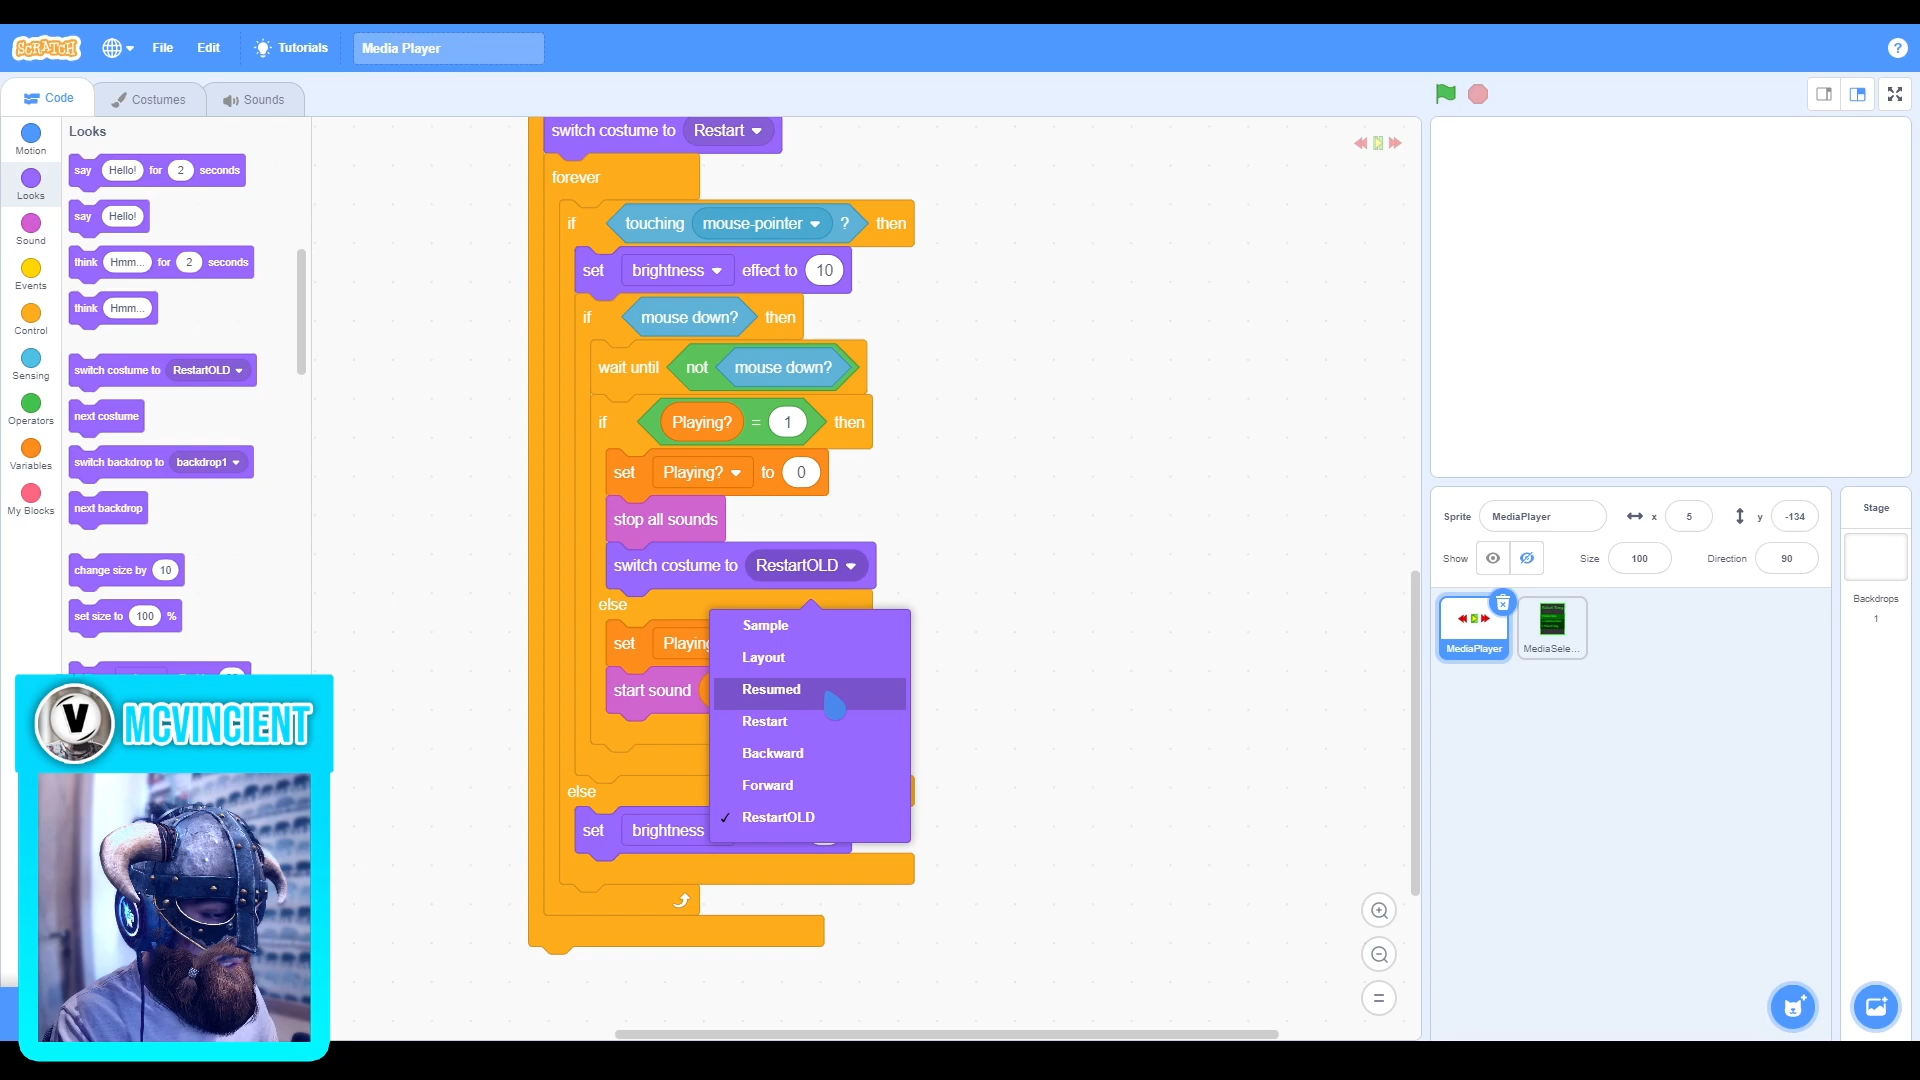 SCRATCH
File
Edit
Tutorials
Media Player
?
Code
Costumes
Sounds
Motion
Looks
Sound
Events
Control
Sensing
Operators
Variables
My Blocks
Looks
say Hello! for 2 seconds
say Hello!
think Hmm... for 2 seconds
think Hmm...
switch costume to RestartOLD
next costume
switch backdrop to backdrop1
next backdrop
change size by 10
set size to 100 %
switch costume to Restart
forever
if touching mouse-pointer ? then
set brightness effect to 10
if mouse down? then
wait until not mouse down?
if Playing? = 1 then
set Playing? to 0
stop all sounds
switch costume to RestartOLD
else
set Playing
start sound
else
set brightness
Sample
Layout
Resumed
Restart
Backward
Forward
✓ RestartOLD
Sprite MediaPlayer x 5 y -134
Show Size 100 Direction 90
MediaPlayer
MediaSele...
Stage
Backdrops
1
V MCVINCIENT